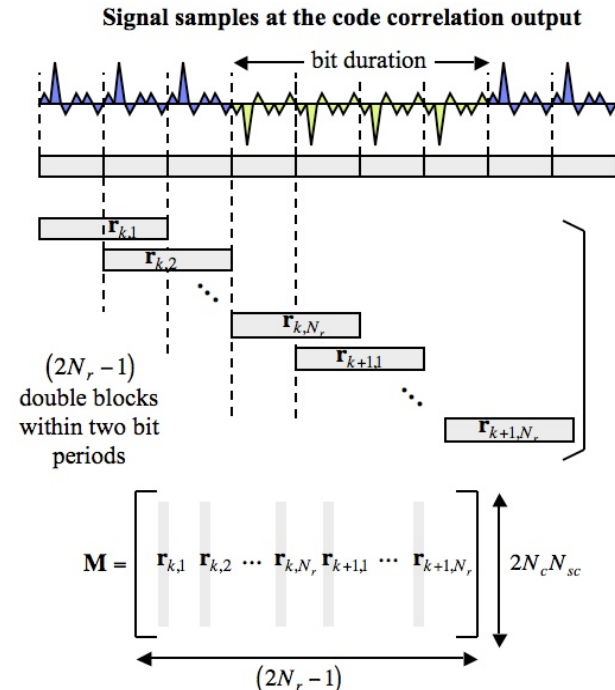 Signal samples at the code correlation output
bit duration
r_{k,1}
r_{k,2}
⋱
r_{k,N_r}
r_{k+1,1}
⋱
r_{k+1,N_r}
(2N_r − 1)
double blocks
within two bit
periods
M = [ r_{k,1} r_{k,2} ⋯ r_{k,N_r} r_{k+1,1} ⋯ r_{k+1,N_r} ] 2N_cN_{sc}
(2N_r − 1)